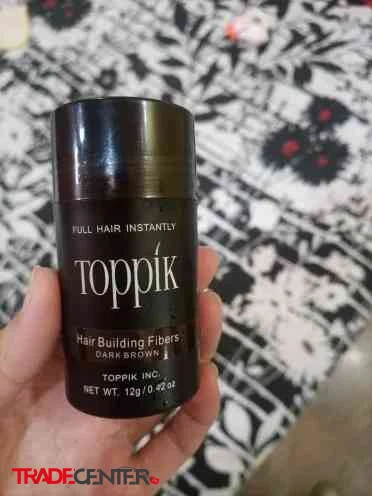 FULL HAIR INSTANTLY
Toppik
Hair Building Fibers
DARK BROWN
TOPPIK INC.
NET WT. 12g/0.42 oz
TRADECENTER